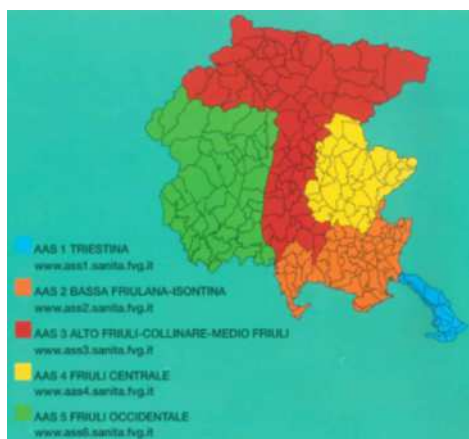 AAS 1 TRIESTINA
www.ass1.sanita.fvg.it
AAS 2 BASSA FRIULANA-ISONTINA
www.ass2.sanita.fvg.it
AAS 3 ALTO FRIULI-COLLINARE-MEDIO FRIULI
www.ass3.sanita.fvg.it
AAS 4 FRIULI CENTRALE
www.aas4.sanita.fvg.it
AAS 5 FRIULI OCCIDENTALE
www.ass6.sanita.fvg.it